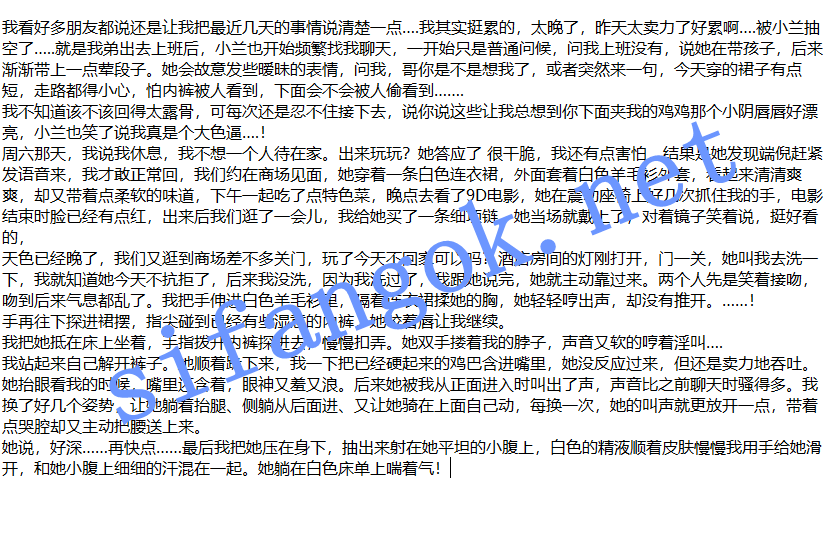 我看好多朋友都说还是让我把最近几天的事情说清楚一点....我其实挺累的，太晚了，昨天太卖力了好累啊....被小兰抽
空了.....就是我弟出去上班后，小兰也开始频繁找我聊天，一开始只是普通问候，问我上班没有，说她在带孩子，后来
渐渐带上一点荤段子。她会故意发些暧昧的表情，问我，哥你是不是想我了，或者突然来一句，今天穿的裙子有点
短，走路都得小心，怕内裤被人看到，下面会不会被人偷看到.......
我不知道该不该回得太露骨，可每次还是忍不住接下去，说你说这些让我总想到你下面夹我的鸡鸡那个小阴唇唇好漂
亮，小兰也笑了说我真是个大色逼....！
周六那天，我说我休息，我不想一个人待在家。出来玩玩？她答应了 很干脆，我还有点害怕，结果是她发现端倪赶紧
发语音来，我才敢正常回，我们约在商场见面，她穿着一条白色连衣裙，外面套着白色羊毛衫外套，看起来清清爽
爽，却又带着点柔软的味道，下午一起吃了点特色菜，晚点去看了9D电影，她在震动座椅上好几次抓住我的手，电影
结束时脸已经有点红，出来后我们逛了一会儿，我给她买了一条细项链，她当场就戴上了，对着镜子笑着说，挺好看
的，
天色已经晚了，我们又逛到商场差不多关门，玩了今天不回家可以吗？酒店房间的灯刚打开，门一关，她叫我去洗一
下，我就知道她今天不抗拒了，后来我没洗，因为我洗过了，我跟她说完，她就主动靠过来。两个人先是笑着接吻，
吻到后来气息都乱了。我把手伸进白色羊毛衫里，隔着连衣裙揉她的胸，她轻轻哼出声，却没有推开。......！
手再往下探进裙摆，指尖碰到已经有些湿意的内裤，她咬着唇让我继续。
我把她抵在床上坐着，手指拨开内裤探进去，慢慢扣弄。她双手搂着我的脖子，声音又软的哼着淫叫....
我站起来自己解开裤子。她顺着跪下来，我一下把已经硬起来的鸡巴含进嘴里，她没反应过来，但还是卖力地吞吐。
她抬眼看我的时候，嘴里还含着，眼神又羞又浪。后来她被我从正面进入时叫出了声，声音比之前聊天时骚得多。我
换了好几个姿势，让她躺着抬腿、侧躺从后面进、又让她骑在上面自己动，每换一次，她的叫声就更放开一点，带着
点哭腔却又主动把腰送上来。
她说，好深......再快点......最后我把她压在身下，抽出来射在她平坦的小腹上，白色的精液顺着皮肤慢慢我用手给她滑
开，和她小腹上细细的汗混在一起。她躺在白色床单上喘着气！
sifangok.net